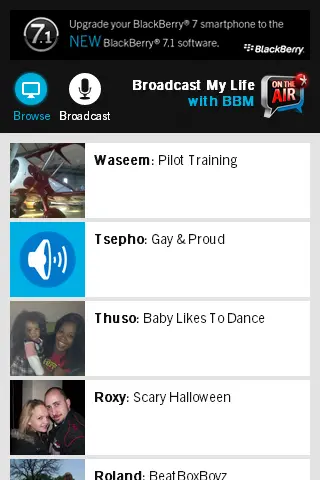 7.1
Upgrade your BlackBerry® 7 smartphone to the
NEW BlackBerry® 7.1 software.
BlackBerry.
Broadcast My Life
with BBM
ON THE
AIR
Browse
Broadcast
Waseem: Pilot Training
Tsepho: Gay & Proud
Thuso: Baby Likes To Dance
Roxy: Scary Halloween
Roland: BeatBoxBoyz